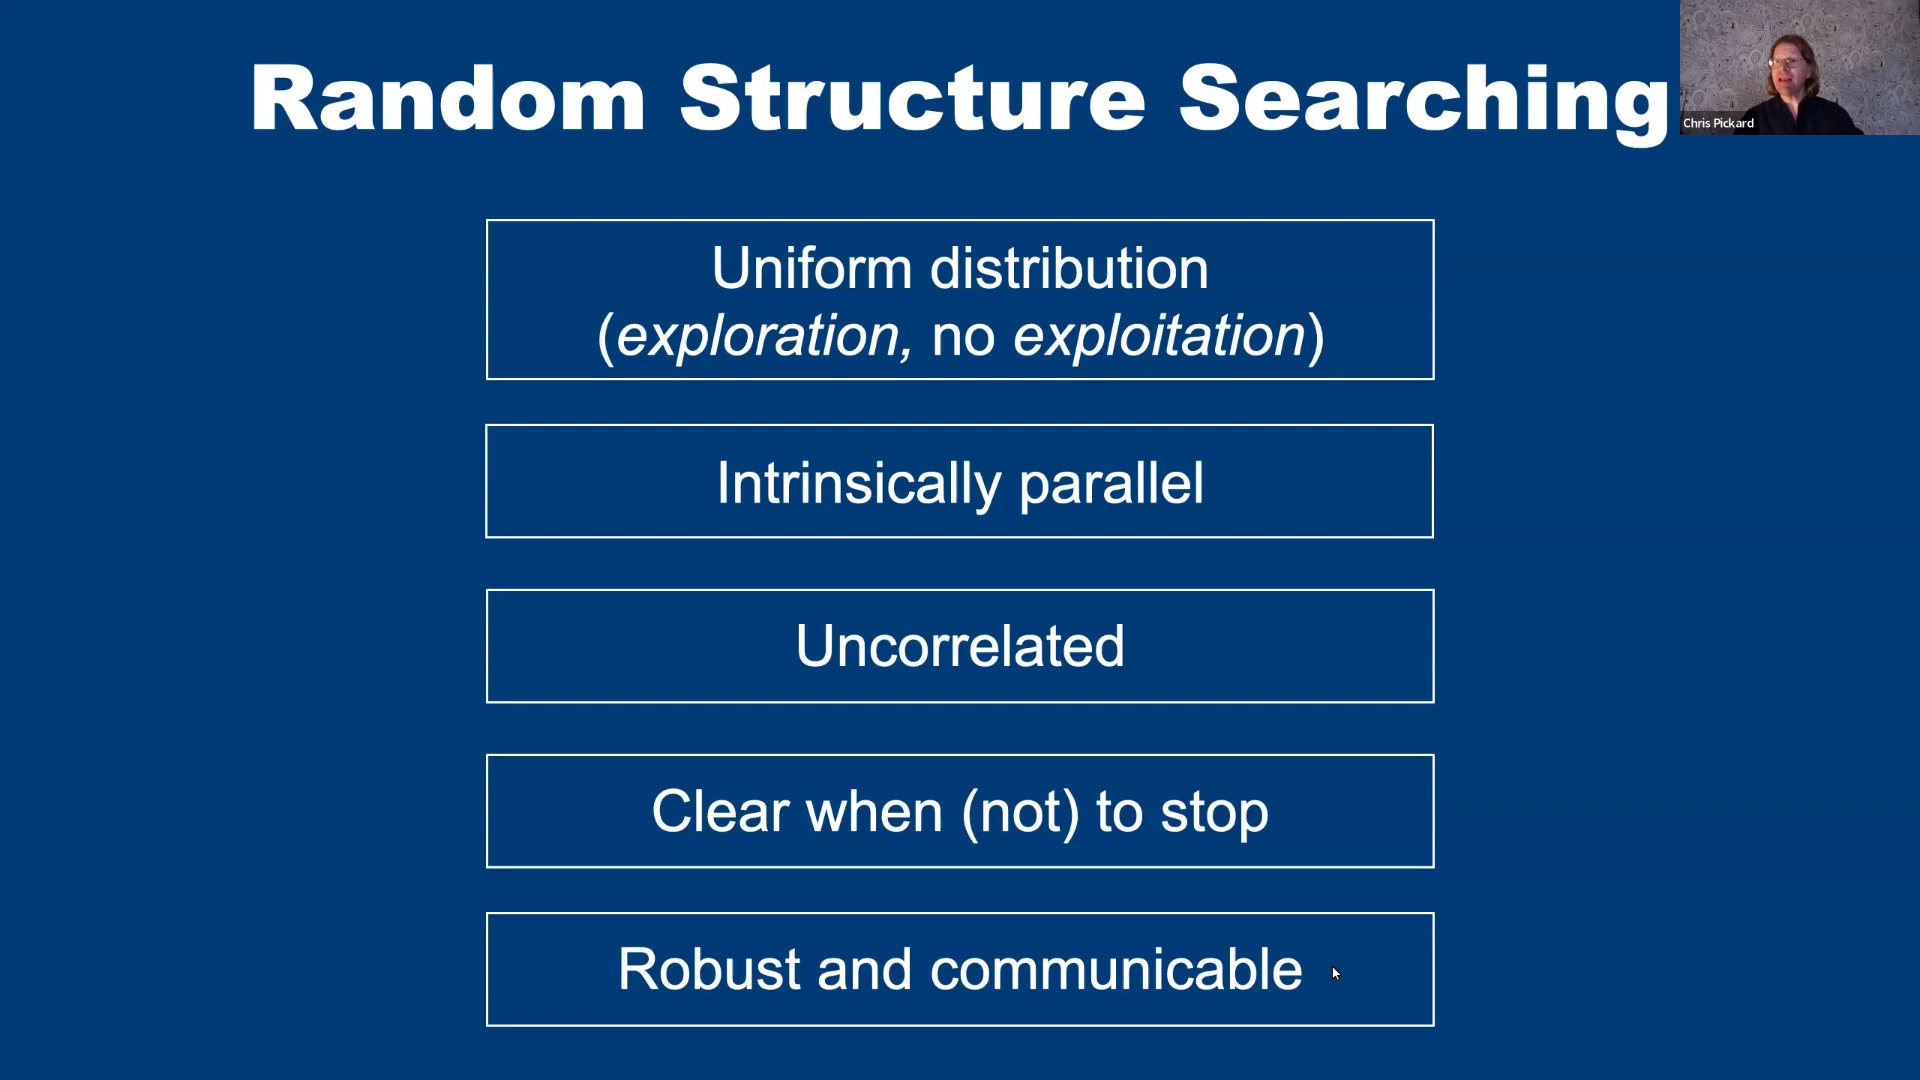 Random Structure Searching
Chris Pickard
Uniform distribution
(exploration, no exploitation)
Intrinsically parallel
Uncorrelated
Clear when (not) to stop
Robust and communicable